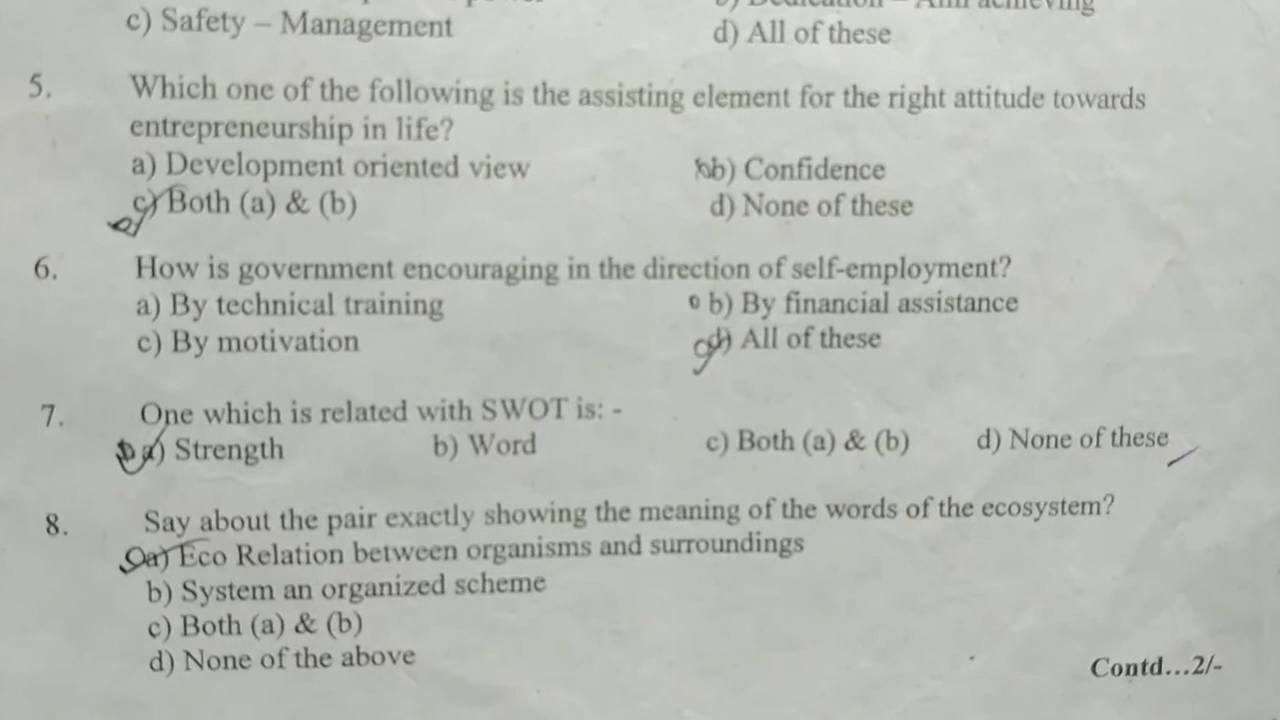 c) Safety – Management
d) All of these
5. Which one of the following is the assisting element for the right attitude towards
entrepreneurship in life?
a) Development oriented view b) Confidence
c) Both (a) & (b) d) None of these
6. How is government encouraging in the direction of self-employment?
a) By technical training b) By financial assistance
c) By motivation d) All of these
7. One which is related with SWOT is: -
a) Strength b) Word c) Both (a) & (b) d) None of these
8. Say about the pair exactly showing the meaning of the words of the ecosystem?
a) Eco Relation between organisms and surroundings
b) System an organized scheme
c) Both (a) & (b)
d) None of the above
Contd...2/-